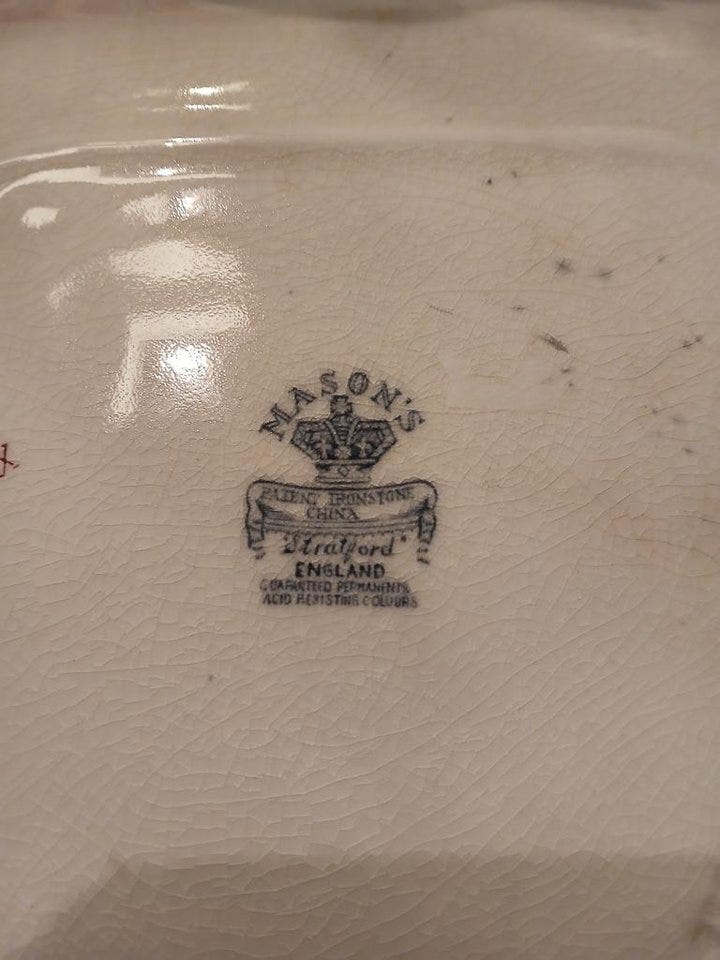 MASON'S
PATENT IRONSTONE
CHINA
"Stratford"
ENGLAND
GUARANTEED PERMANENT &
ACID RESISTING COLOURS